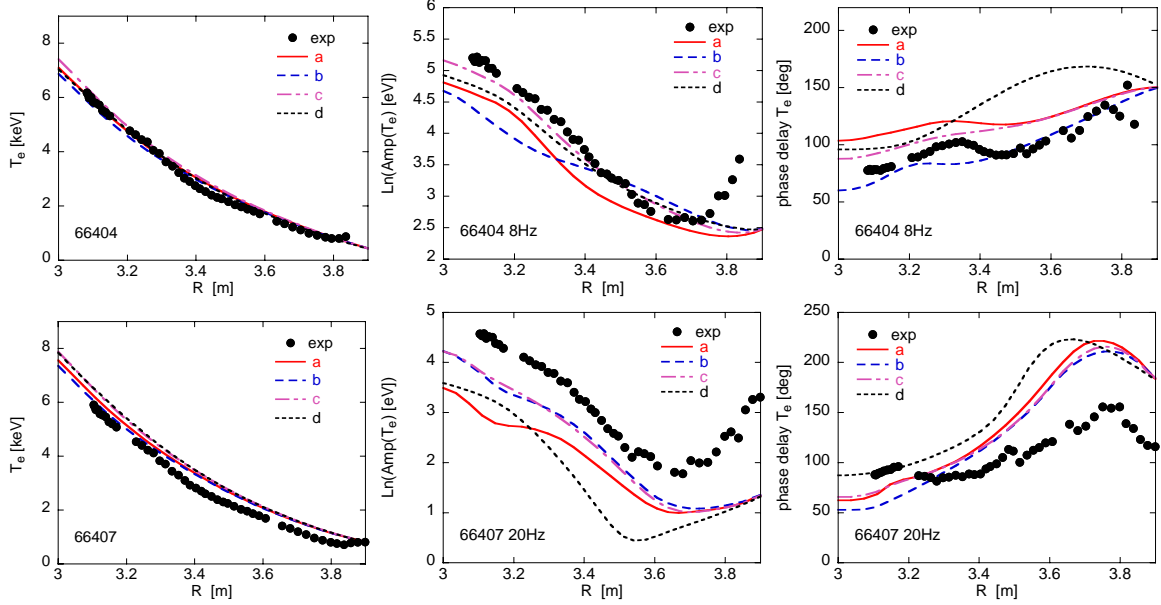 8
6
4
2
0
T_e [keV]
exp
a
b
c
d
66404
3 3.2 3.4 3.6 3.8
R [m]
6
5.5
5
4.5
4
3.5
3
2.5
2
Ln(Amp(T_e) [eV])
exp
a
b
c
d
66404 8Hz
3 3.2 3.4 3.6 3.8
R [m]
200
150
100
50
0
phase delay T_e [deg]
exp
a
b
c
d
66404 8Hz
3 3.2 3.4 3.6 3.8
R [m]
8
6
4
2
0
T_e [keV]
exp
a
b
c
d
66407
3 3.2 3.4 3.6 3.8
R [m]
5
4
3
2
1
0
Ln(Amp(T_e) [eV])
exp
a
b
c
d
66407 20Hz
3 3.2 3.4 3.6 3.8
R [m]
250
200
150
100
50
0
phase delay T_e [deg]
exp
a
b
c
d
66407 20Hz
3 3.2 3.4 3.6 3.8
R [m]